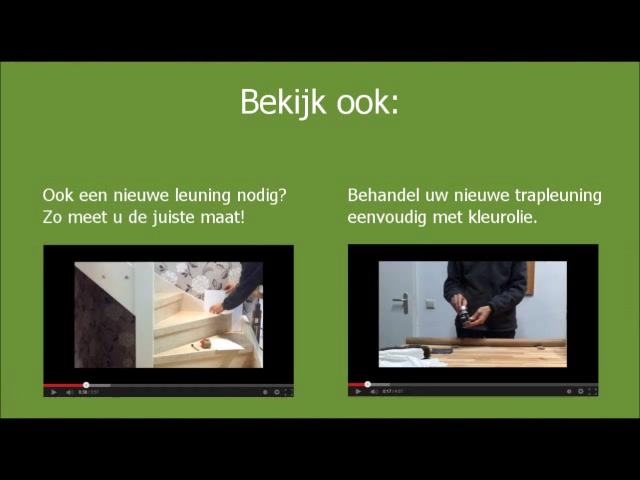 Bekijk ook:
Ook een nieuwe leuning nodig?
Zo meet u de juiste maat!
Behandel uw nieuwe trapleuning
eenvoudig met kleurolie.